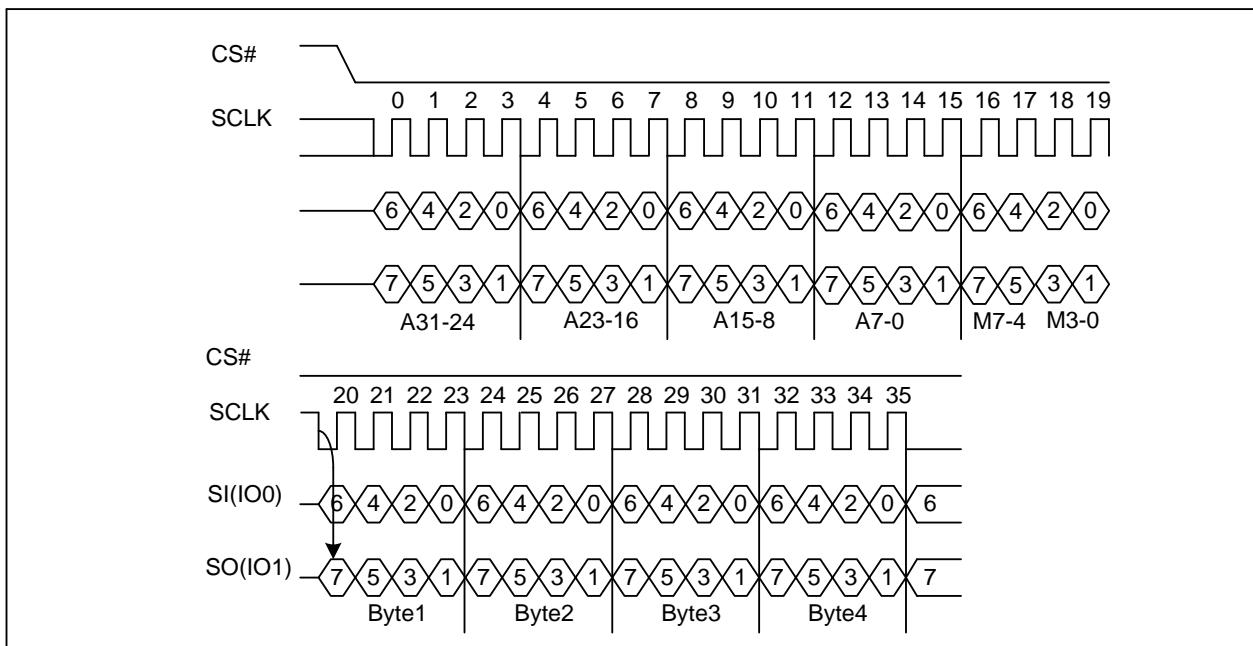 CS#
0 1 2 3 4 5 6 7 8 9 10 11 12 13 14 15 16 17 18 19
SCLK
6 4 2 0 6 4 2 0 6 4 2 0 6 4 2 0 6 4 2 0
7 5 3 1 7 5 3 1 7 5 3 1 7 5 3 1 7 5 3 1
A31-24 A23-16 A15-8 A7-0 M7-4 M3-0
CS#
20 21 22 23 24 25 26 27 28 29 30 31 32 33 34 35
SCLK
SI(IO0) 6 4 2 0 6 4 2 0 6 4 2 0 6 4 2 0 6
SO(IO1) 7 5 3 1 7 5 3 1 7 5 3 1 7 5 3 1 7
Byte1 Byte2 Byte3 Byte4